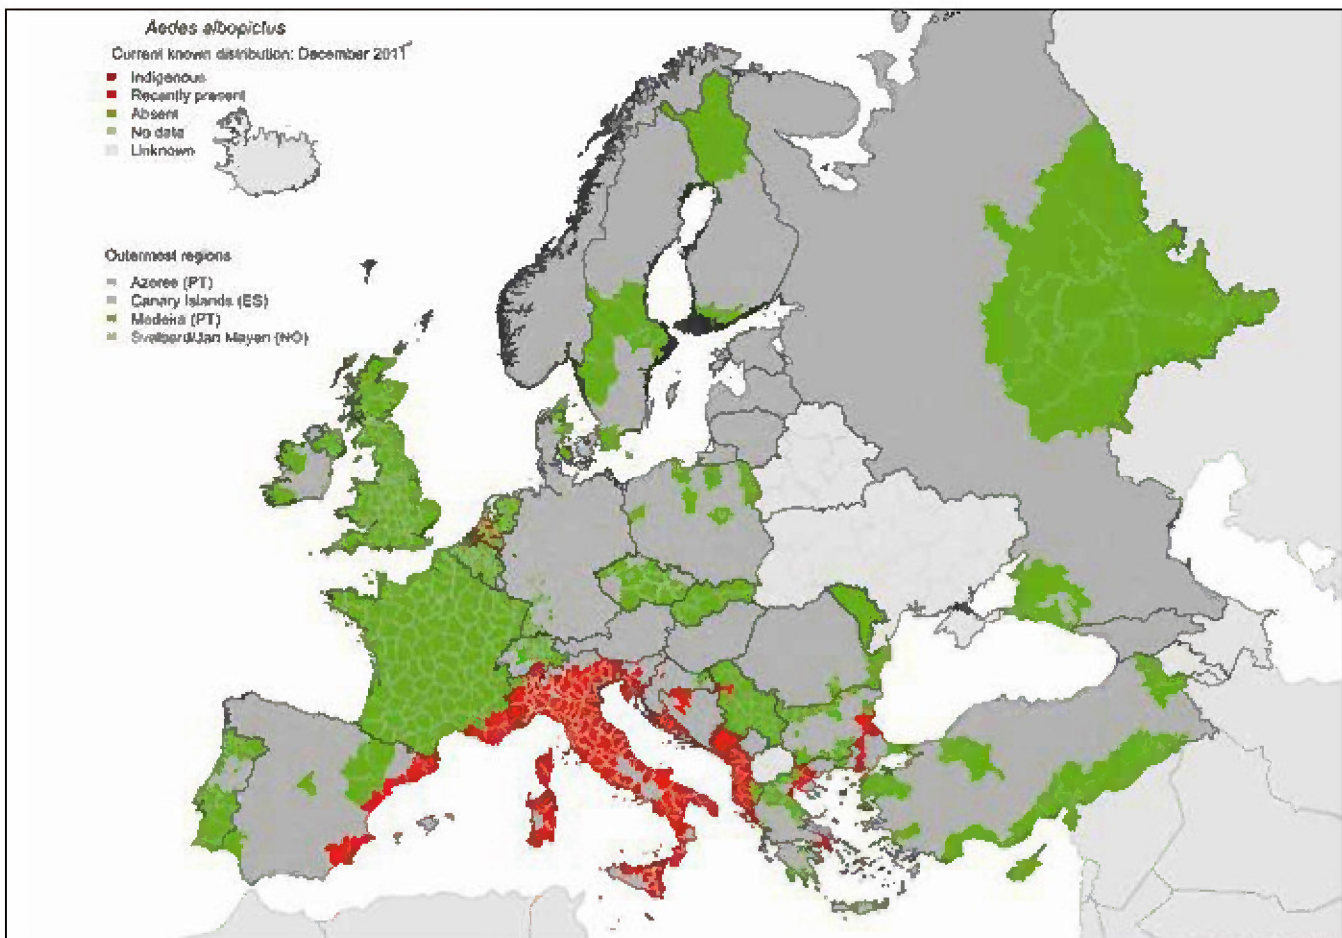 Aedes albopictus
Current known distribution: December 2011
Indigenous
Recently present
Absent
No data
Unknown
Outermost regions
Azores (PT)
Canary Islands (ES)
Madeira (PT)
Svalbard/Jan Mayen (NO)